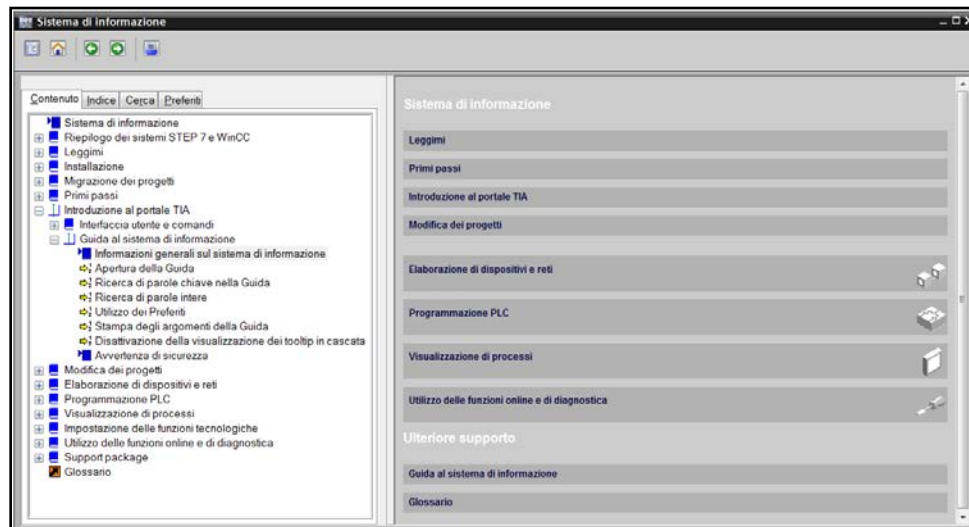 Sistema di informazione
Contenuto Indice Cerca Preferiti
Sistema di informazione
Riepilogo dei sistemi STEP 7 e WinCC
Leggimi
Installazione
Migrazione dei progetti
Primi passi
Introduzione al portale TIA
Interfaccia utente e comandi
Guida al sistema di informazione
Informazioni generali sul sistema di informazione
Apertura della Guida
Ricerca di parole chiave nella Guida
Ricerca di parole intere
Utilizzo dei Preferiti
Stampa degli argomenti della Guida
Disattivazione della visualizzazione dei tooltip in cascata
Avvertenza di sicurezza
Modifica dei progetti
Elaborazione di dispositivi e reti
Programmazione PLC
Visualizzazione di processi
Impostazione delle funzioni tecnologiche
Utilizzo delle funzioni online e di diagnostica
Support package
Glossario
Sistema di informazione
Leggimi
Primi passi
Introduzione al portale TIA
Modifica dei progetti
Elaborazione di dispositivi e reti
Programmazione PLC
Visualizzazione di processi
Utilizzo delle funzioni online e di diagnostica
Ulteriore supporto
Guida al sistema di informazione
Glossario